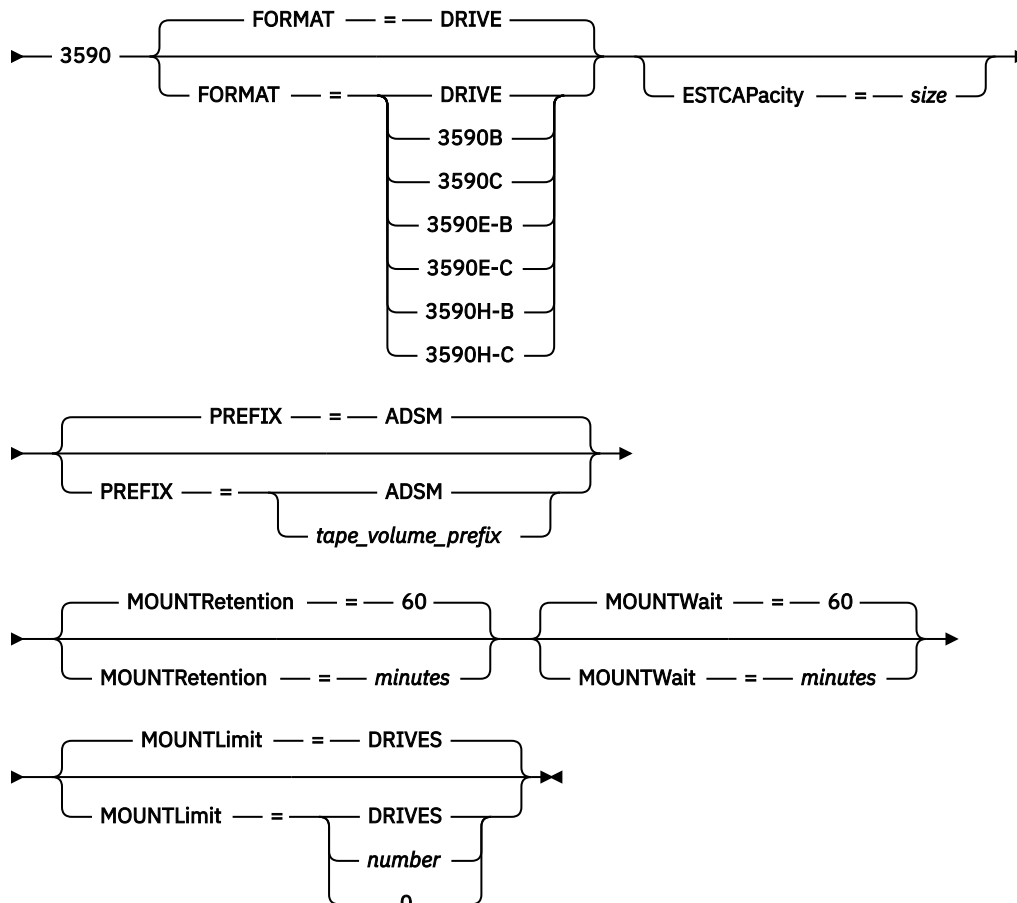 FORMAT = DRIVE
3590
FORMAT = DRIVE
ESTCAPacity = size
3590B
3590C
3590E-B
3590E-C
3590H-B
3590H-C
PREFIX = ADSM
PREFIX = ADSM
tape_volume_prefix
MOUNTRetention = 60 MOUNTWait = 60
MOUNTRetention = minutes MOUNTWait = minutes
MOUNTLimit = DRIVES
MOUNTLimit = DRIVES
number